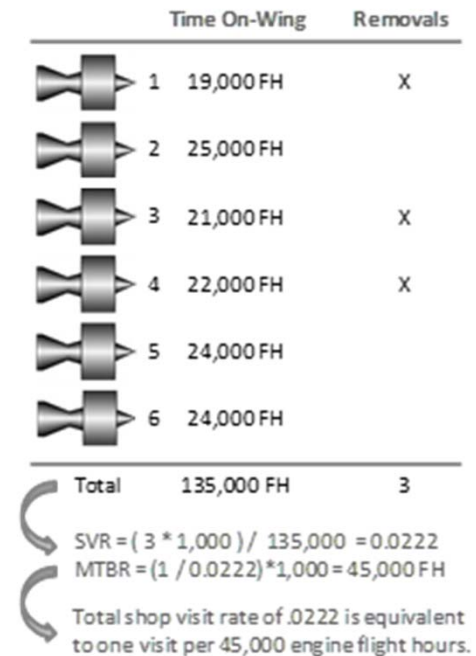 Time On-Wing Removals
1 19,000 FH X
2 25,000 FH
3 21,000 FH X
4 22,000 FH X
5 24,000 FH
6 24,000 FH
Total 135,000 FH 3
SVR = ( 3 * 1,000 ) / 135,000 = 0.0222
MTBR = (1 / 0.0222) *1,000 = 45,000 FH
Total shop visit rate of .0222 is equivalent
to one visit per 45,000 engine flight hours.